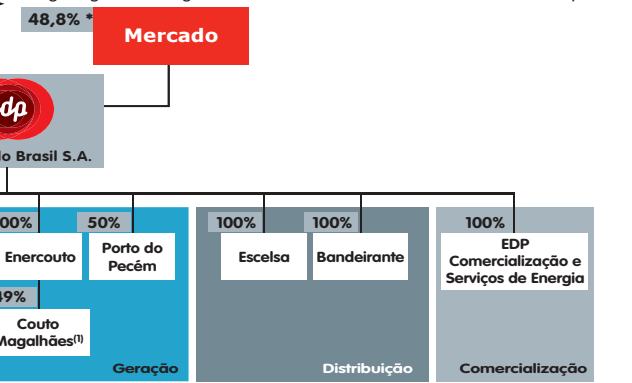 48,8% *
Mercado
dp
do Brasil S.A.
00%
50%
100%
100%
100%
Enercouto
Porto do
Pecém
Escelsa
Bandeirante
EDP
Comercialização e
Serviços de Energia
49%
Couto
Magalhães(1)
Geração
Distribuição
Comercialização